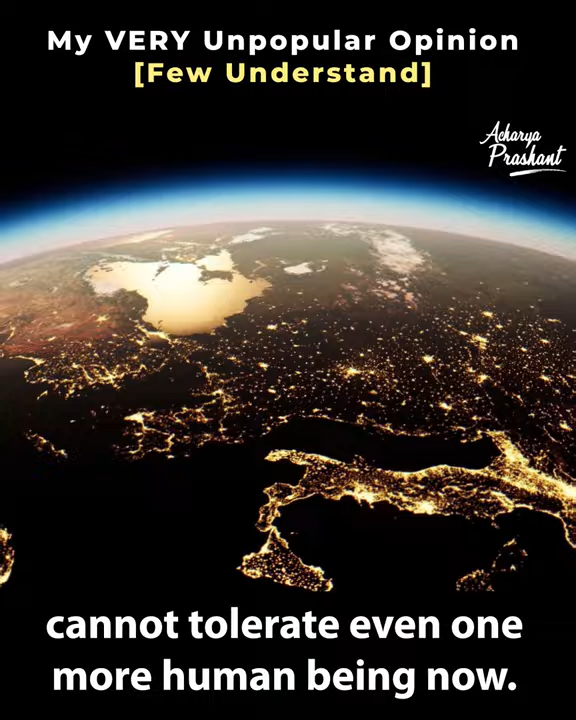 My VERY Unpopular Opinion
[Few Understand]
Acharya
Prashant
cannot tolerate even one
more human being now.